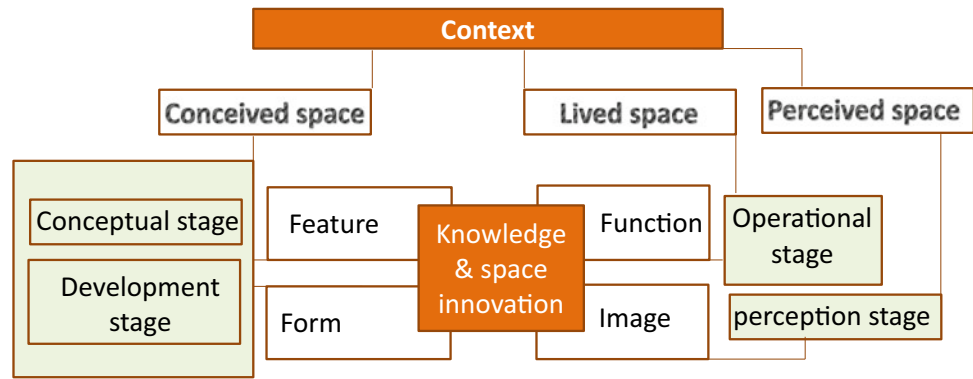 Context
Conceived space
Lived space
Perceived space
Conceptual stage
Development
stage
Feature
Form
Knowledge
& space
innovation
Function
Image
Operational
stage
perception stage